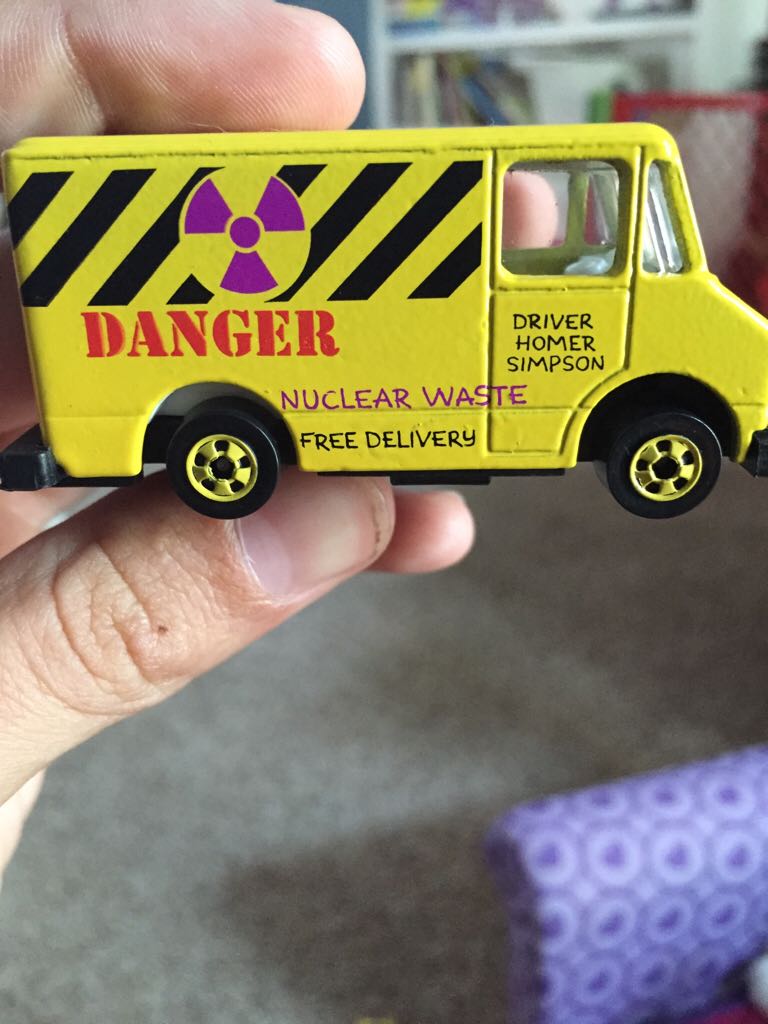 DANGER
NUCLEAR WASTE
FREE DELIVERY
DRIVER
HOMER
SIMPSON